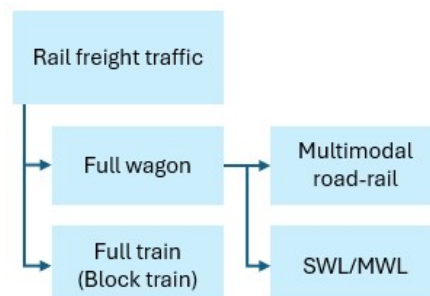 Rail freight traffic
Full wagon
Multimodal
road-rail
Full train
(Block train)
SWL/MWL